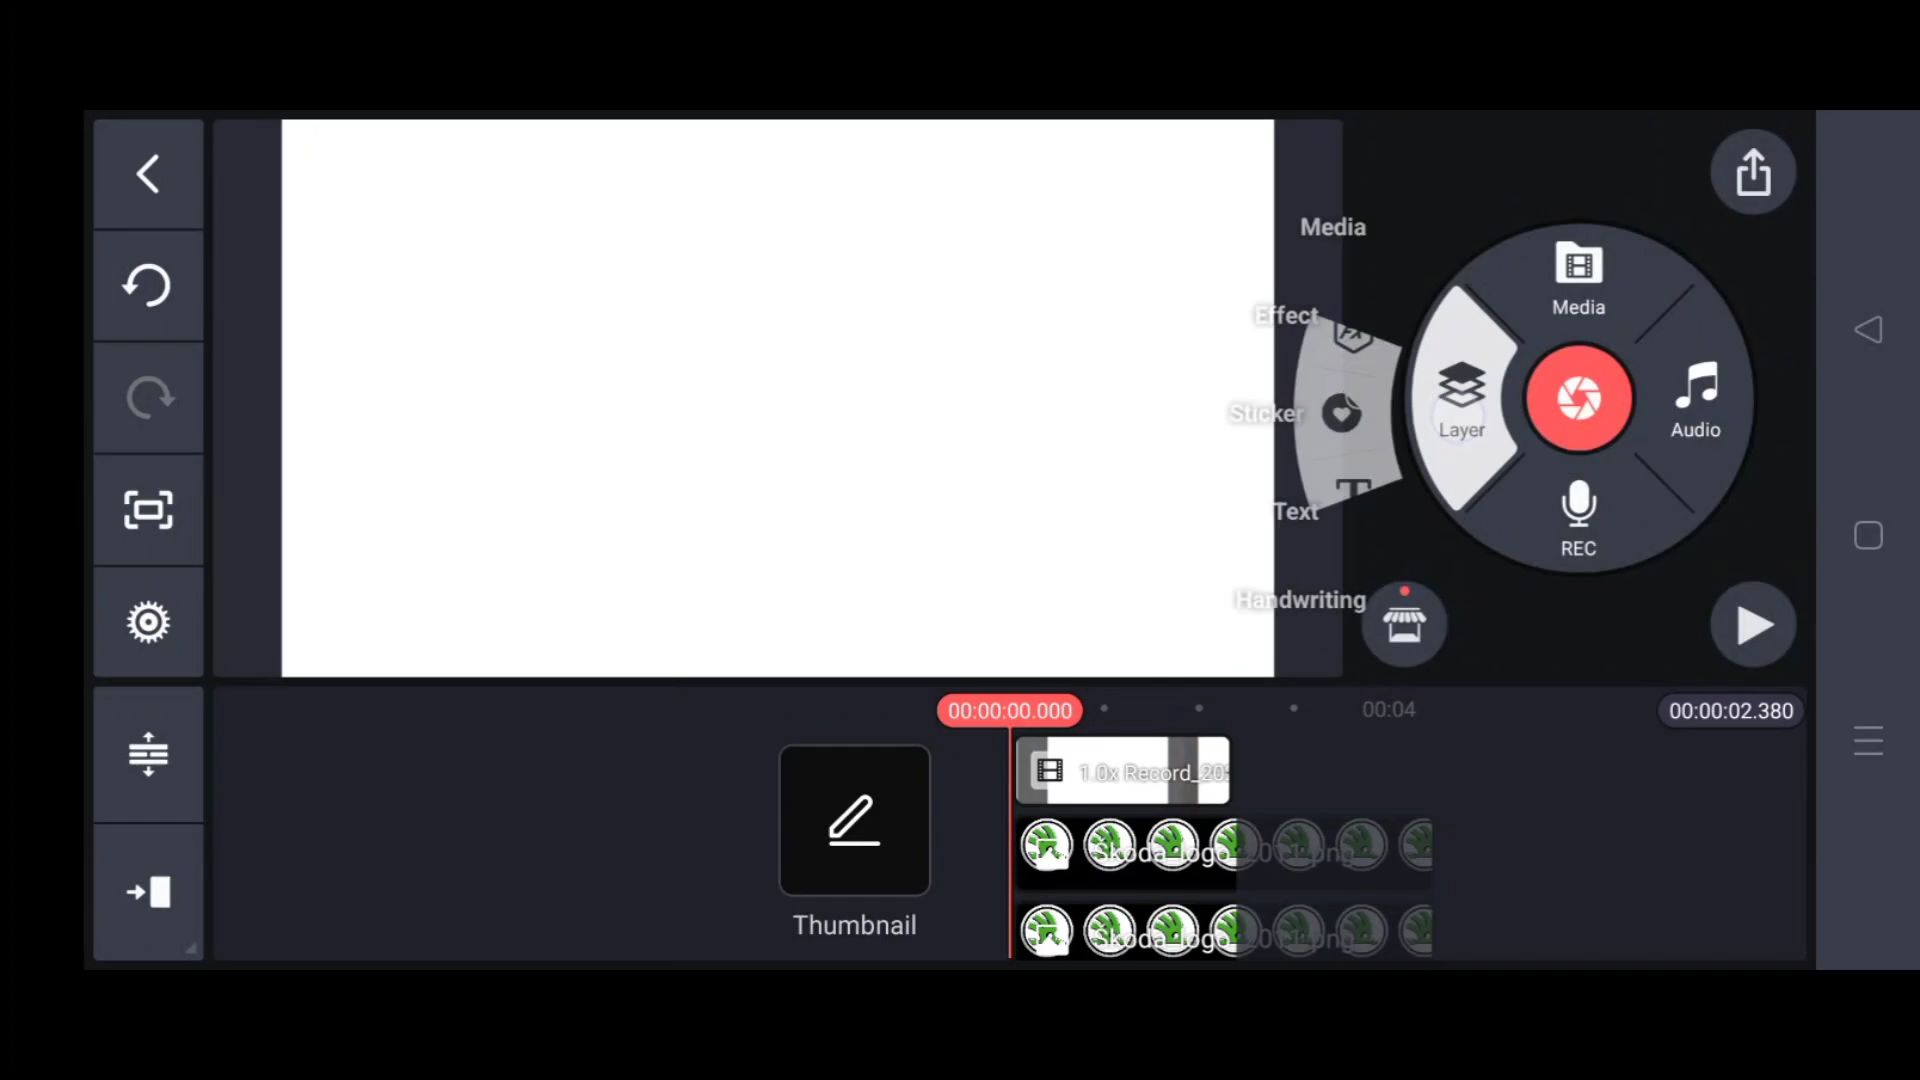 Media
Media
Effect
FX
Sticker
Layer
Audio
T
Text
REC
Handwriting
00:00:00.000
00:04
00:00:02.380
1.0x Record_20
Skoda_logo_2011.png
Thumbnail
Skoda_logo_2011.png